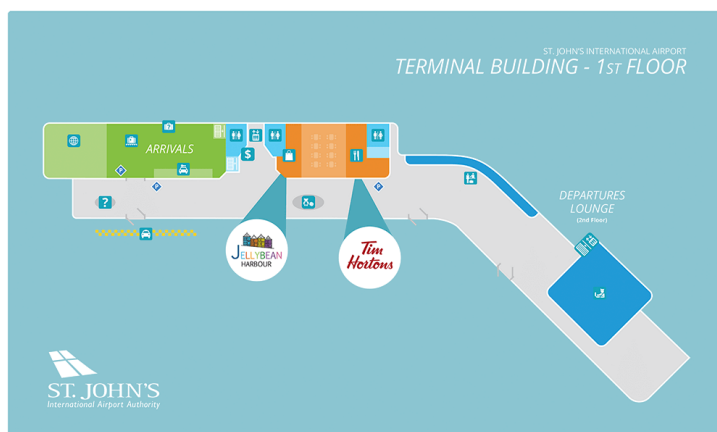 ST. JOHN'S INTERNATIONAL AIRPORT
TERMINAL BUILDING - 1ST FLOOR
ARRIVALS
P
$
?
P
P
DEPARTURES
LOUNGE
(2nd Floor)
JELLYBEAN
HARBOUR
Tim
Hortons
ST. JOHN'S
International Airport Authority